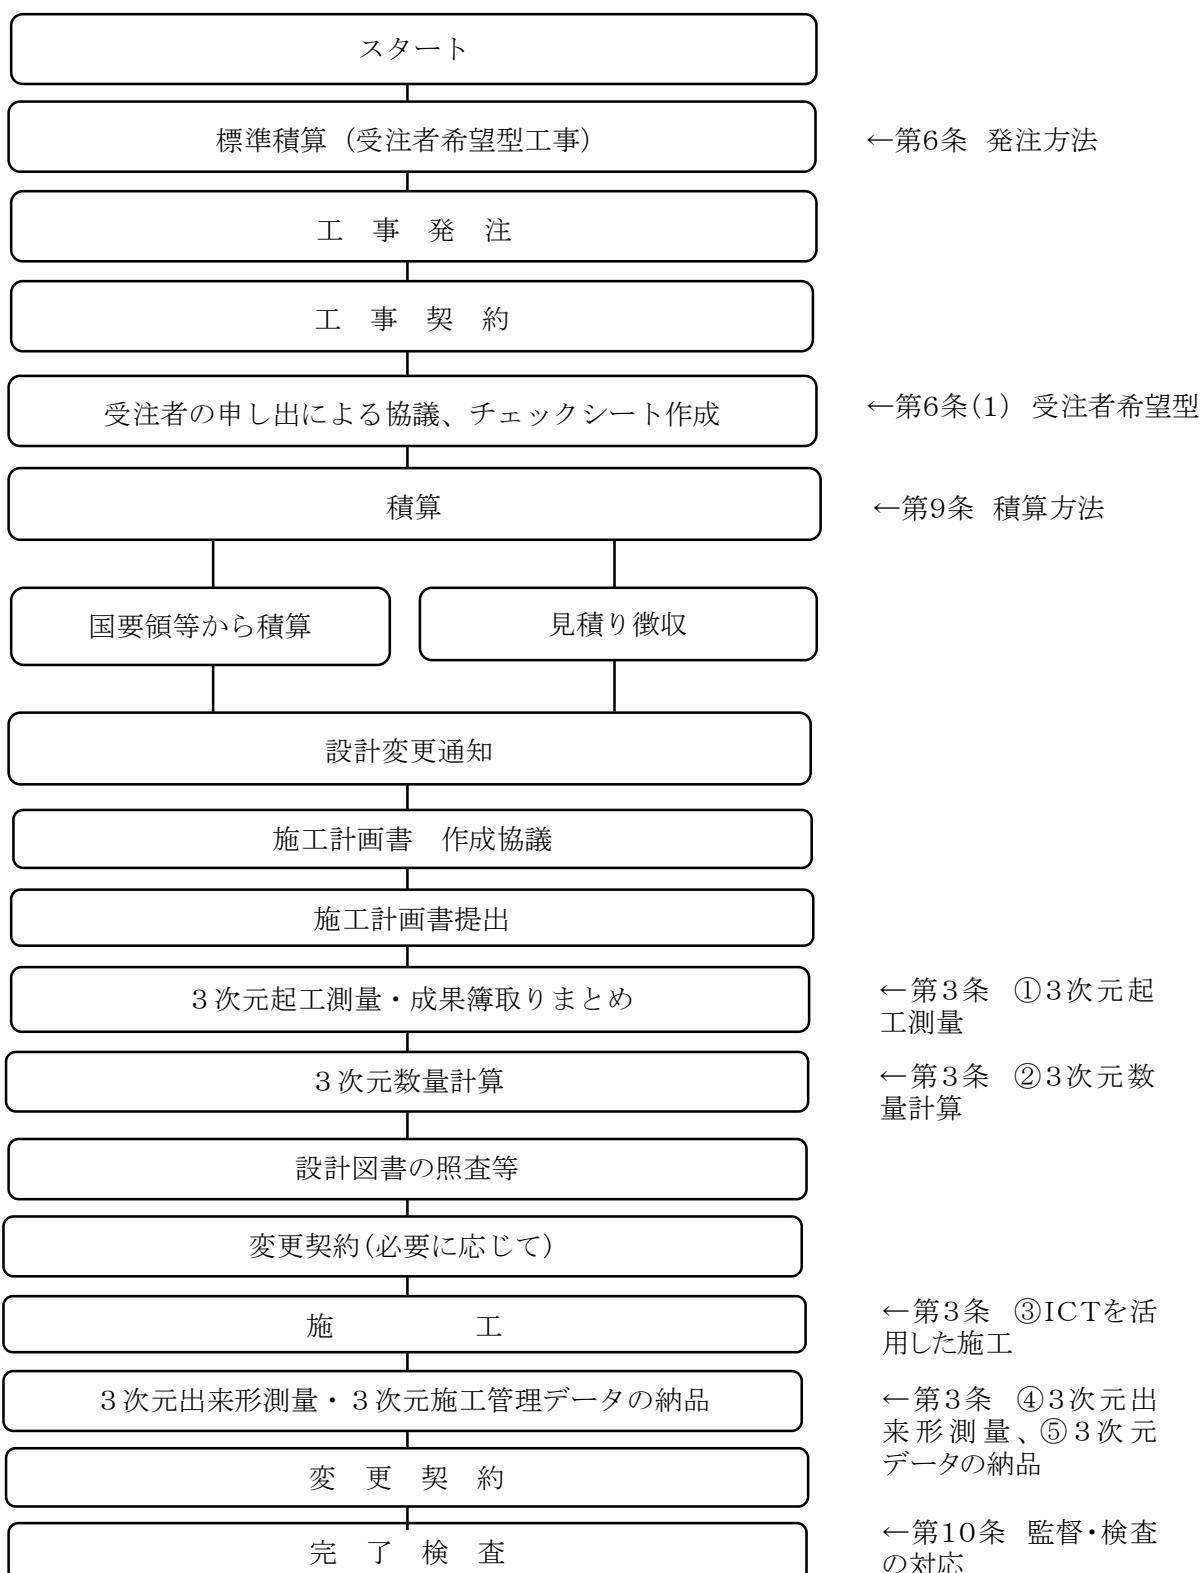 スタート
標準積算（受注者希望型工事）
←第6条　発注方法
工　事　発　注
工　事　契　約
受注者の申し出による協議、チェックシート作成
←第6条(1)　受注者希望型
積算
←第9条　積算方法
国要領等から積算
見積り徴収
設計変更通知
施工計画書　作成協議
施工計画書提出
３次元起工測量・成果簿取りまとめ
←第３条　①３次元起
工測量
３次元数量計算
←第３条　②３次元数
量計算
設計図書の照査等
変更契約(必要に応じて)
施　　　　　工
←第３条　③ICTを活
用した施工
３次元出来形測量・３次元施工管理データの納品
←第３条　④３次元出
来形測量、⑤３次元
データの納品
変　更　契　約
完　了　検　査
←第10条　監督・検査
の対応